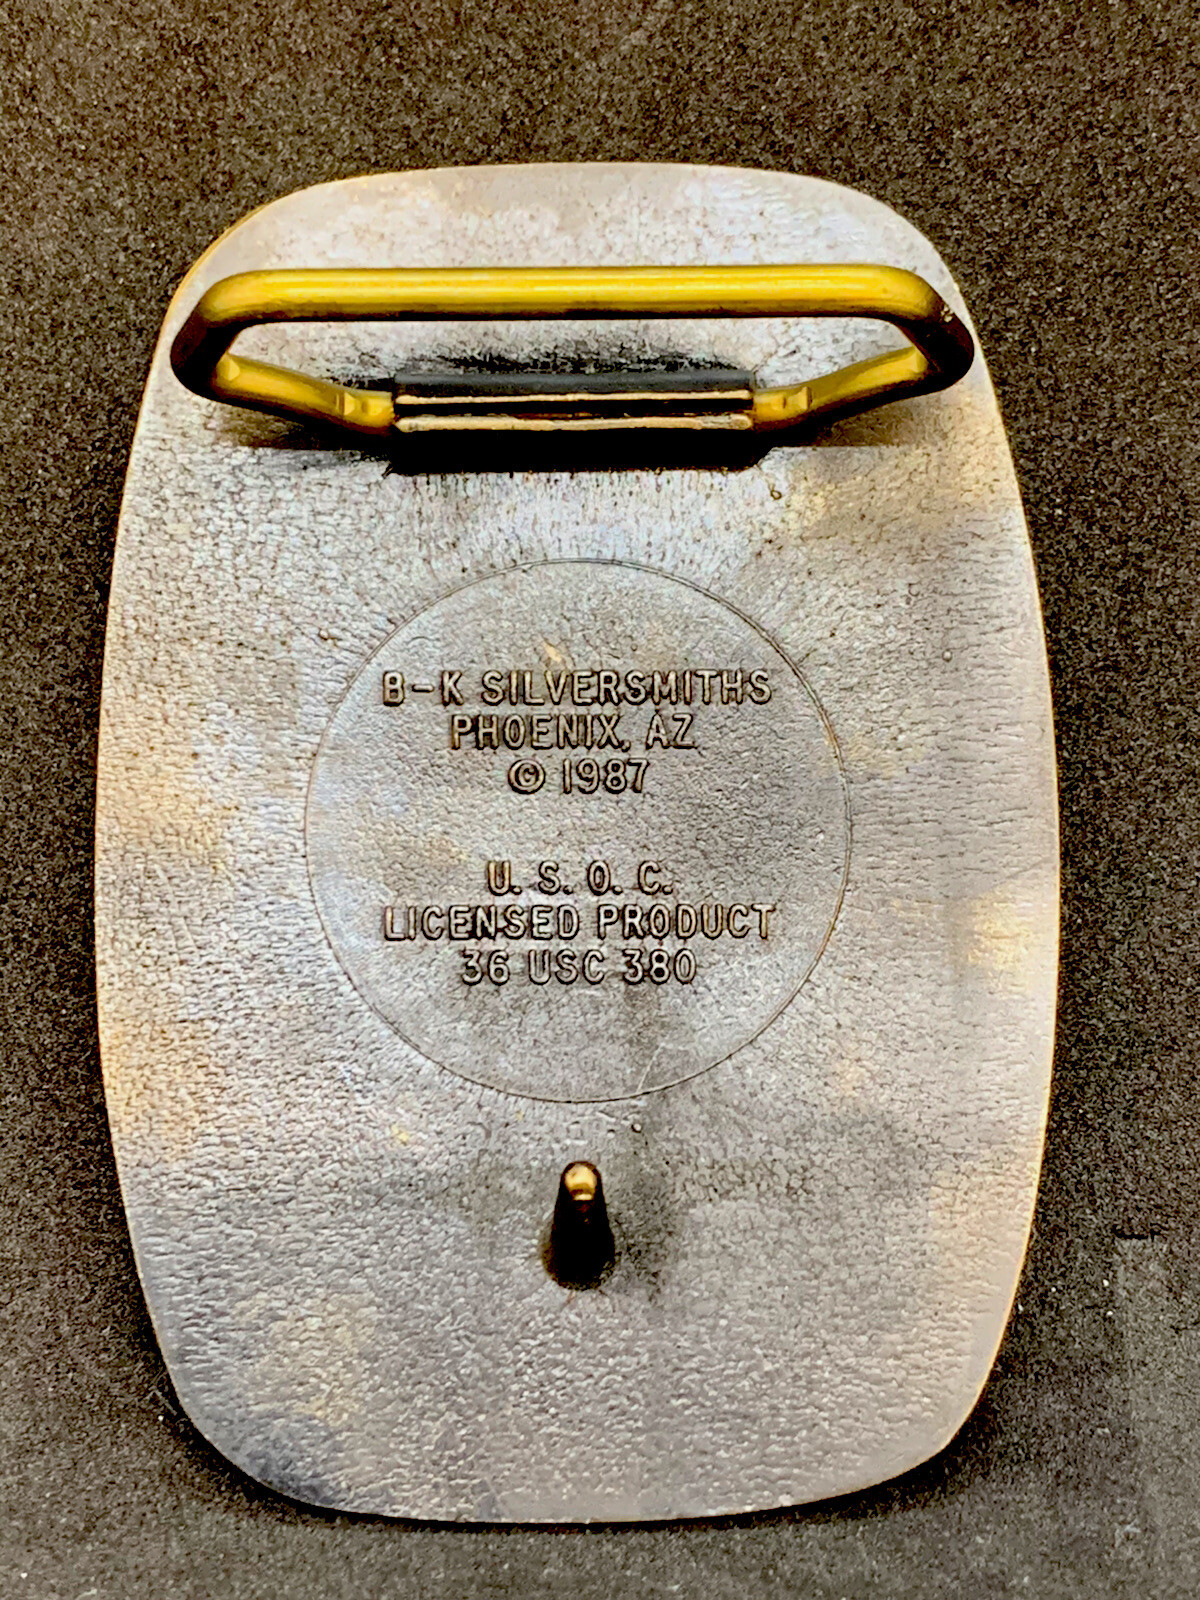 B-K SILVERSMITHS
PHOENIX, AZ
© 1987
U. S. O. C.
LICENSED PRODUCT
36 USC 380